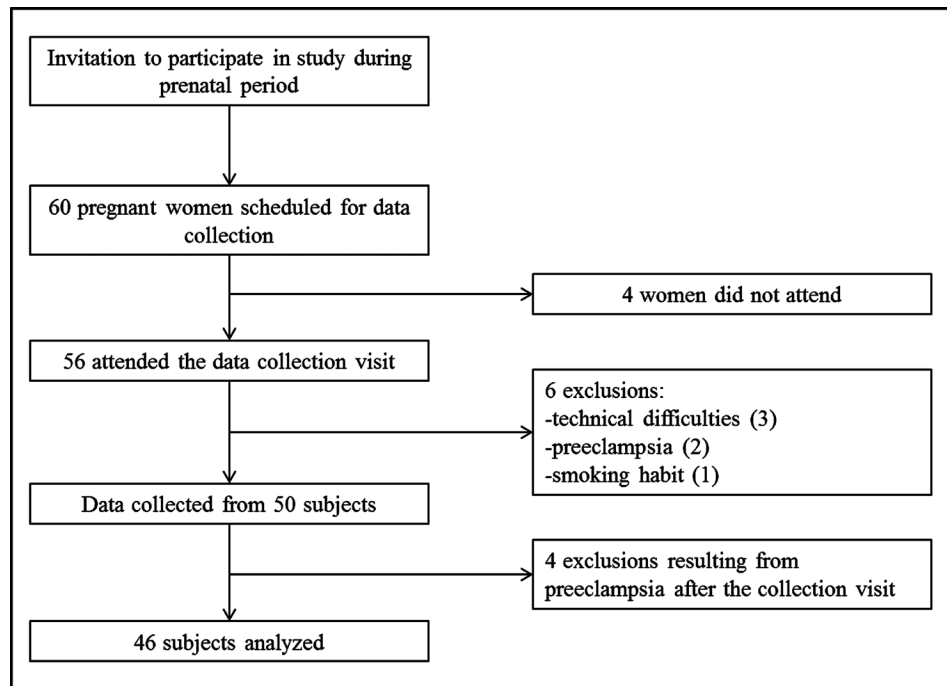 Invitation to participate in study during
prenatal period
60 pregnant women scheduled for data
collection
4 women did not attend
56 attended the data collection visit
6 exclusions:
-technical difficulties (3)
-preeclampsia (2)
-smoking habit (1)
Data collected from 50 subjects
4 exclusions resulting from
preeclampsia after the collection visit
46 subjects analyzed